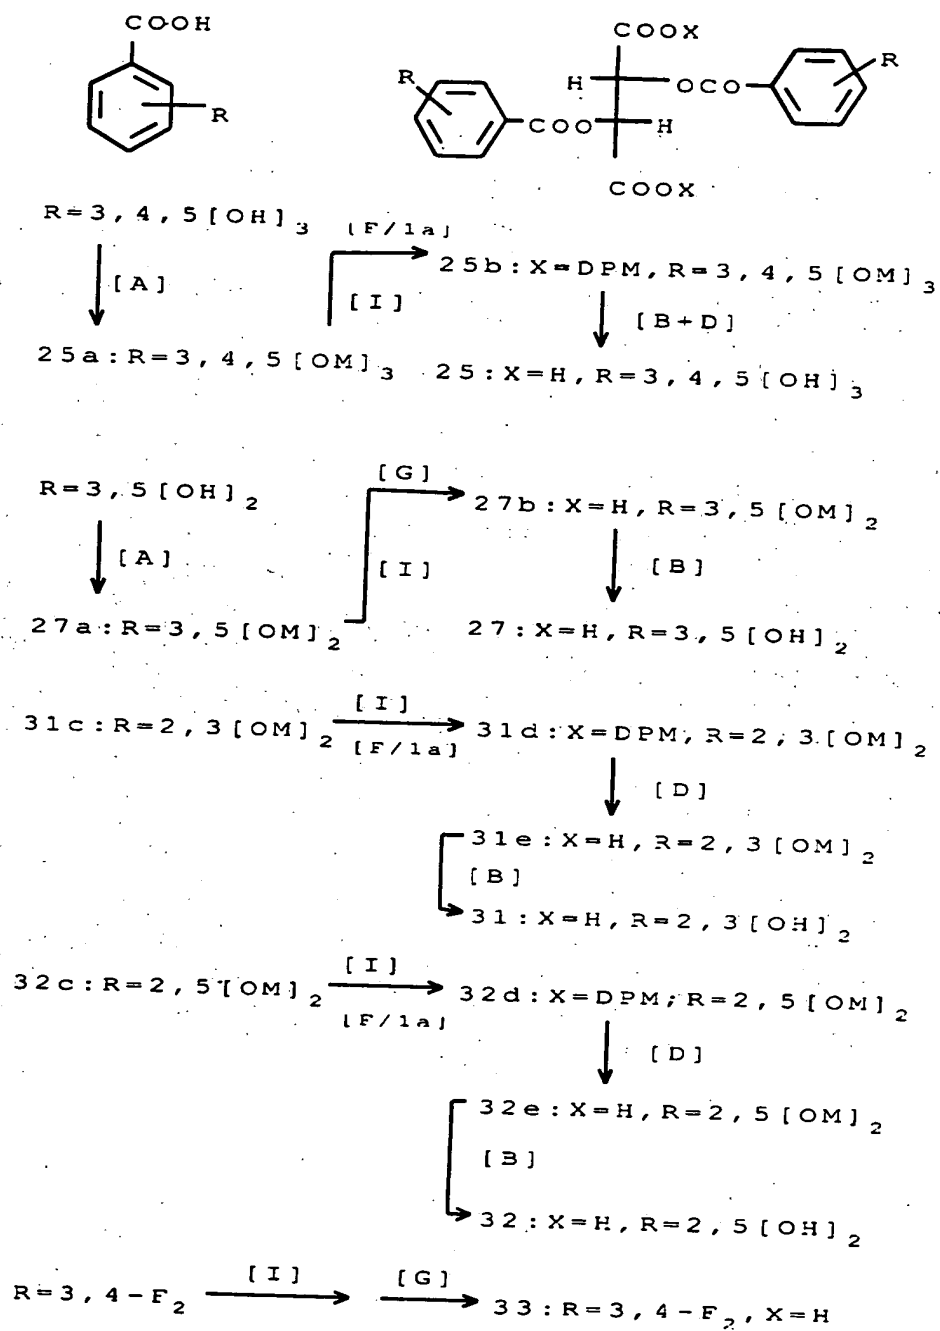 COOH
R
COOX
R
R
H
OCO
COO
H
COOX
R=3,4,5[OH]3
[F/1a]
25b:X=DPM,R=3,4,5[OM]3
[A]
[I]
[B+D]
25a:R=3,4,5[OM]3
25:X=H,R=3,4,5[OH]3
[G]
R=3,5[OH]2
27b:X=H,R=3,5[OM]2
[A]
[I]
[B]
27a:R=3,5[OM]2
27:X=H,R=3,5[OH]2
[I]
31c:R=2,3[OM]2
31d:X=DPM,R=2,3[OM]2
[F/1a]
[D]
31e:X=H,R=2,3[OM]2
[B]
31:X=H,R=2,3[OH]2
[I]
32c:R=2,5[OM]2
32d:X=DPM;R=2,5[OM]2
[F/1a]
[D]
32e:X=H,R=2,5[OM]2
[B]
32:X=H,R=2,5[OH]2
[I]
[G]
R=3,4-F2
33:R=3,4-F2,X=H